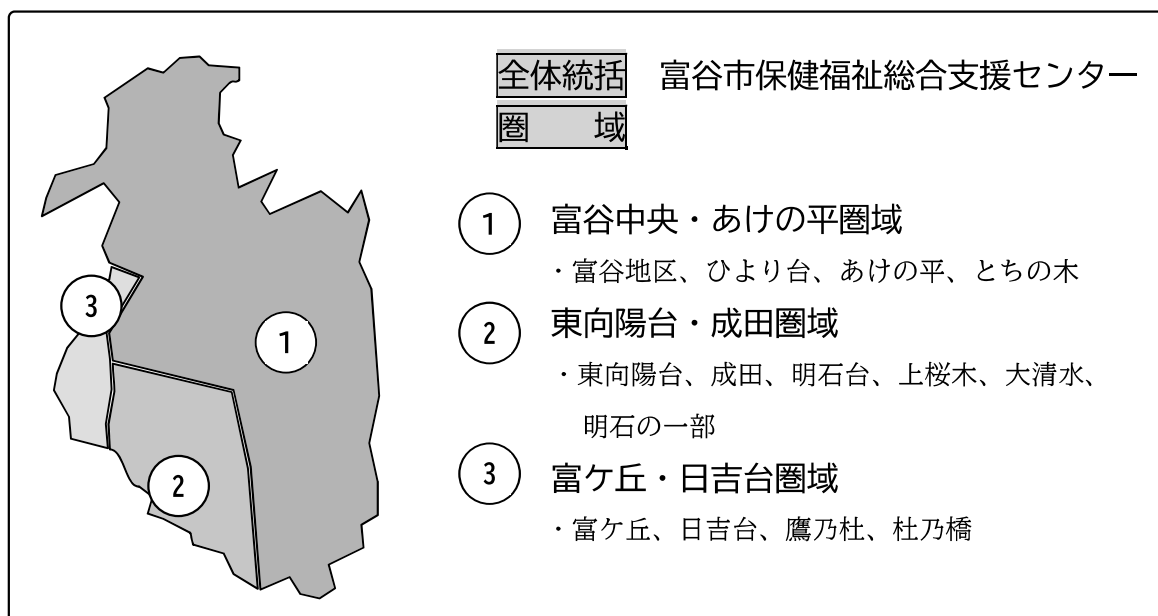 全体統括 富谷市保健福祉総合支援センター
圏 域
1 富谷中央・あけの平圏域
・富谷地区、ひより台、あけの平、とちの木
2 東向陽台・成田圏域
・東向陽台、成田、明石台、上桜木、大清水、
明石の一部
3 富ケ丘・日吉台圏域
・富ケ丘、日吉台、鷹乃杜、杜乃橋
3
1
2